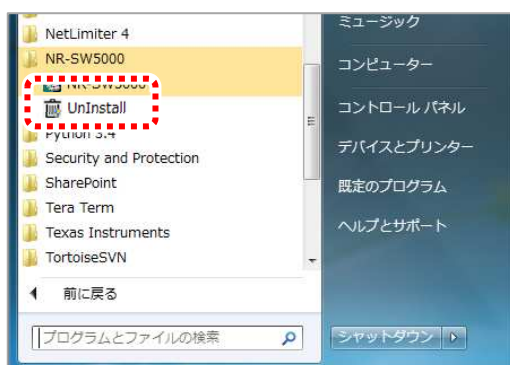 NetLimiter 4
NR-SW5000
NR-SW5000
UnInstall
Python 3.4
Security and Protection
SharePoint
Tera Term
Texas Instruments
TortoiseSVN
前に戻る
プログラムとファイルの検索
ミュージック
コンピューター
コントロール パネル
デバイスとプリンター
既定のプログラム
ヘルプとサポート
シャットダウン